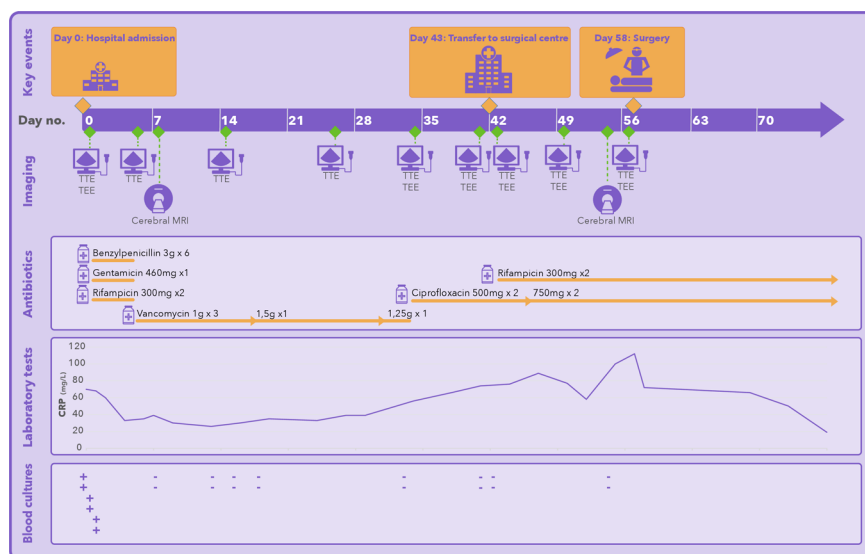 Key events
Day 0: Hospital admission
Day 43: Transfer to surgical centre
Day 58: Surgery
Day no.
0 7 14 21 28 35 42 49 56 63 70
Imaging
TTE TTE TTE TTE TTE TTE TTE TTE TTE
TEE TEE TEE TEE TEE TEE TEE
Cerebral MRI Cerebral MRI
Antibiotics
Benzylpenicillin 3g x 6
Gentamicin 460mg x1 Rifampicin 300mg x2
Rifampicin 300mg x2 Ciprofloxacin 500mg x 2 750mg x 2
Vancomycin 1g x 3 1,5g x1 1,25g x 1
Laboratory tests
CRP (mg/L)
120
100
80
60
40
20
0
Blood cultures
+ - - - - - - - -
+ - - - - - - - -
+
+
+
+